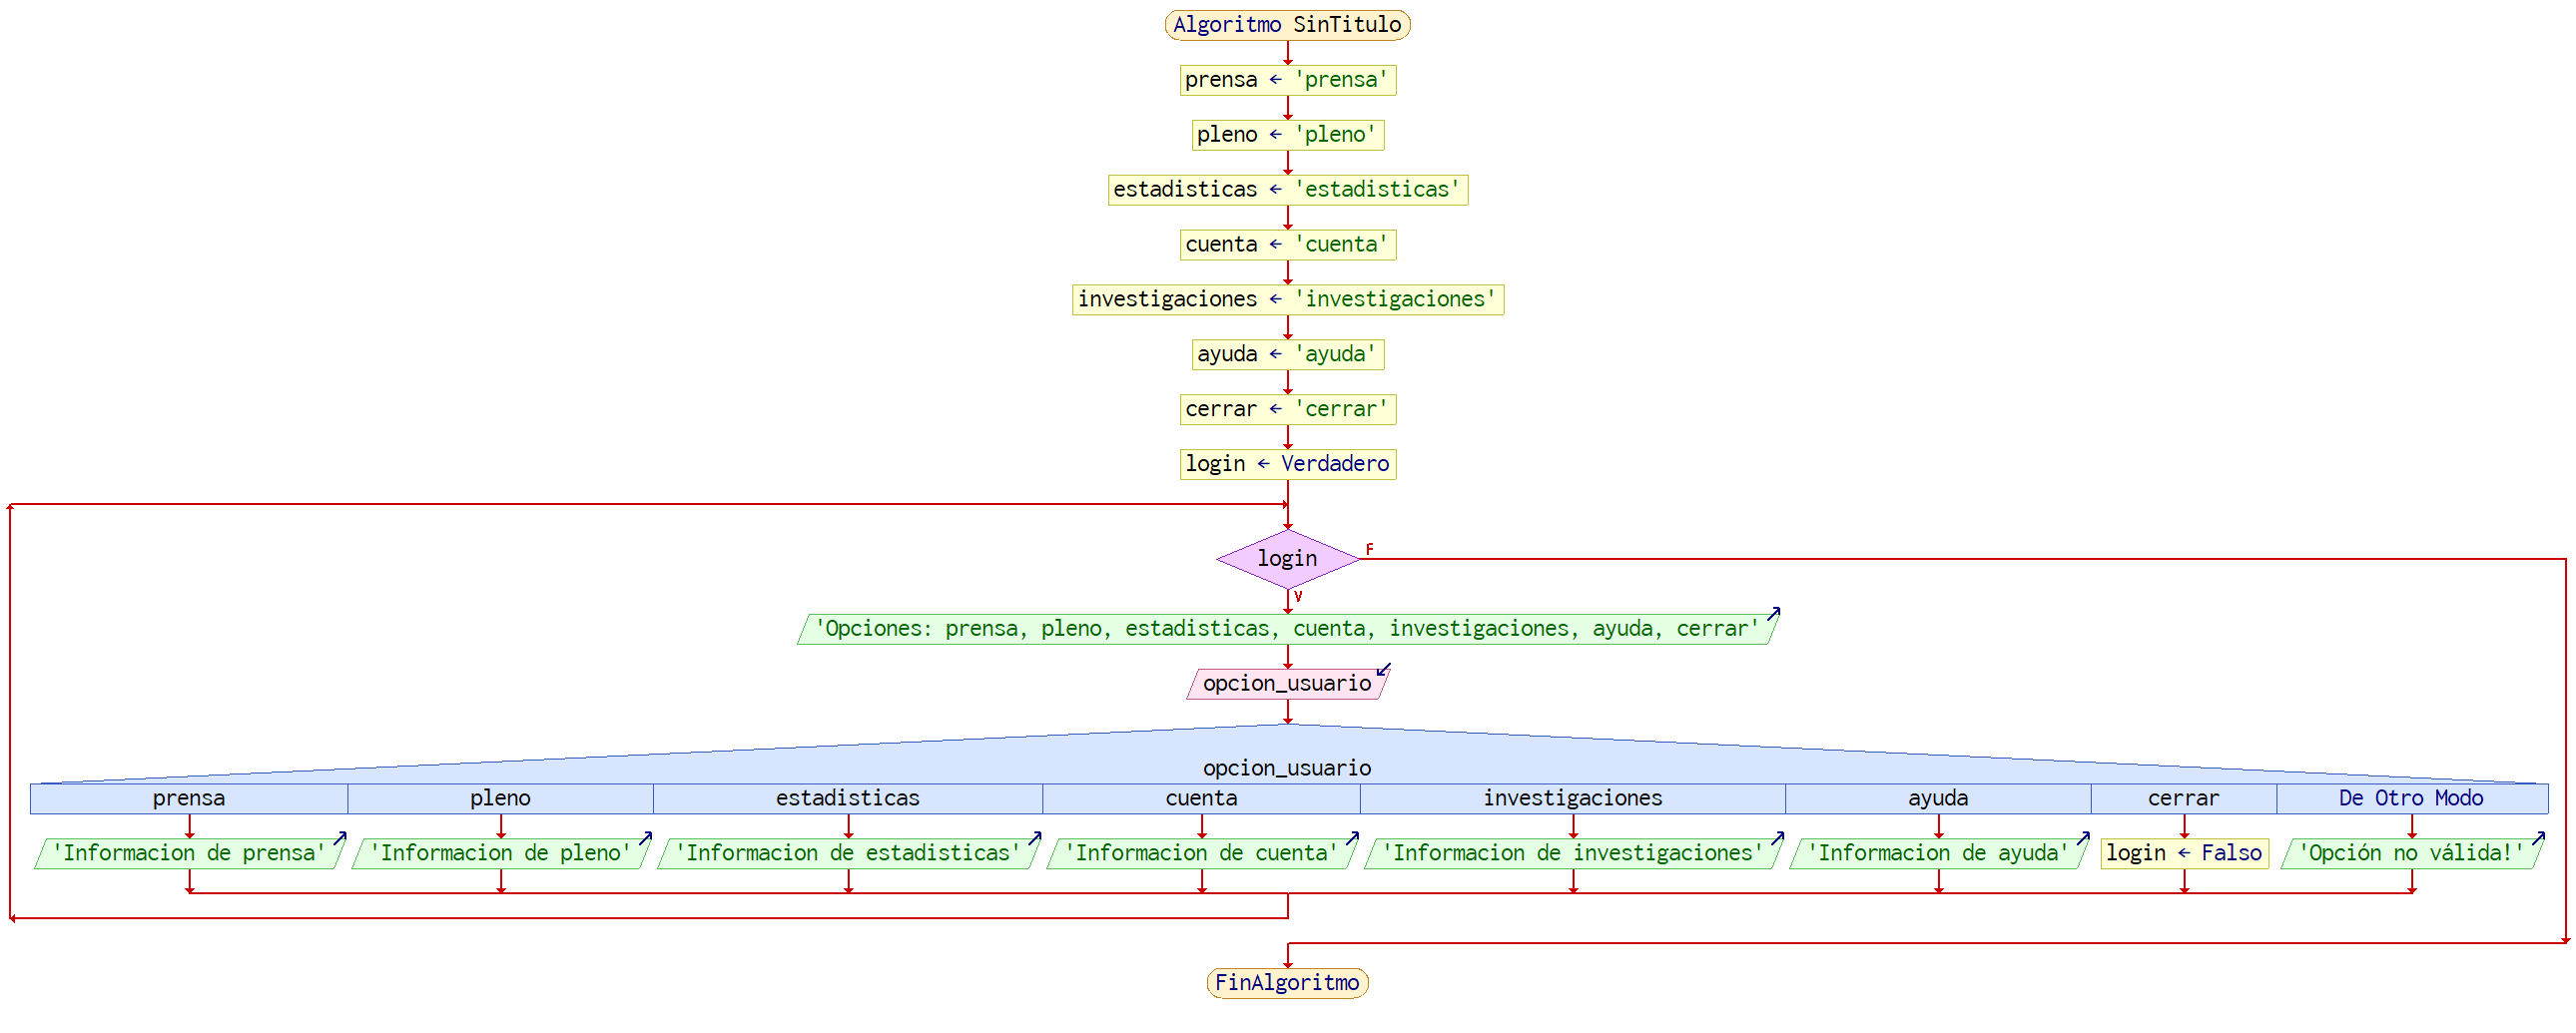 Algoritmo SinTitulo
prensa ← 'prensa'
pleno ← 'pleno'
estadisticas ← 'estadisticas'
cuenta ← 'cuenta'
investigaciones ← 'investigaciones'
ayuda ← 'ayuda'
cerrar ← 'cerrar'
login ← Verdadero
login
F
V
'Opciones: prensa, pleno, estadisticas, cuenta, investigaciones, ayuda, cerrar'
opcion_usuario
opcion_usuario
prensa pleno estadisticas cuenta investigaciones ayuda cerrar De Otro Modo
'Informacion de prensa' 'Informacion de pleno' 'Informacion de estadisticas' 'Informacion de cuenta' 'Informacion de investigaciones' 'Informacion de ayuda' login ← Falso 'Opción no válida!'
FinAlgoritmo